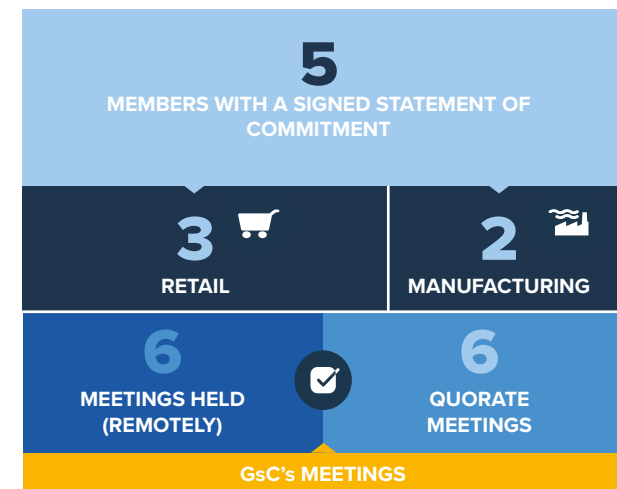 5
MEMBERS WITH A SIGNED STATEMENT OF
COMMITMENT
3
RETAIL
2
MANUFACTURING
6
MEETINGS HELD
(REMOTELY)
6
QUORATE
MEETINGS
GsC's MEETINGS